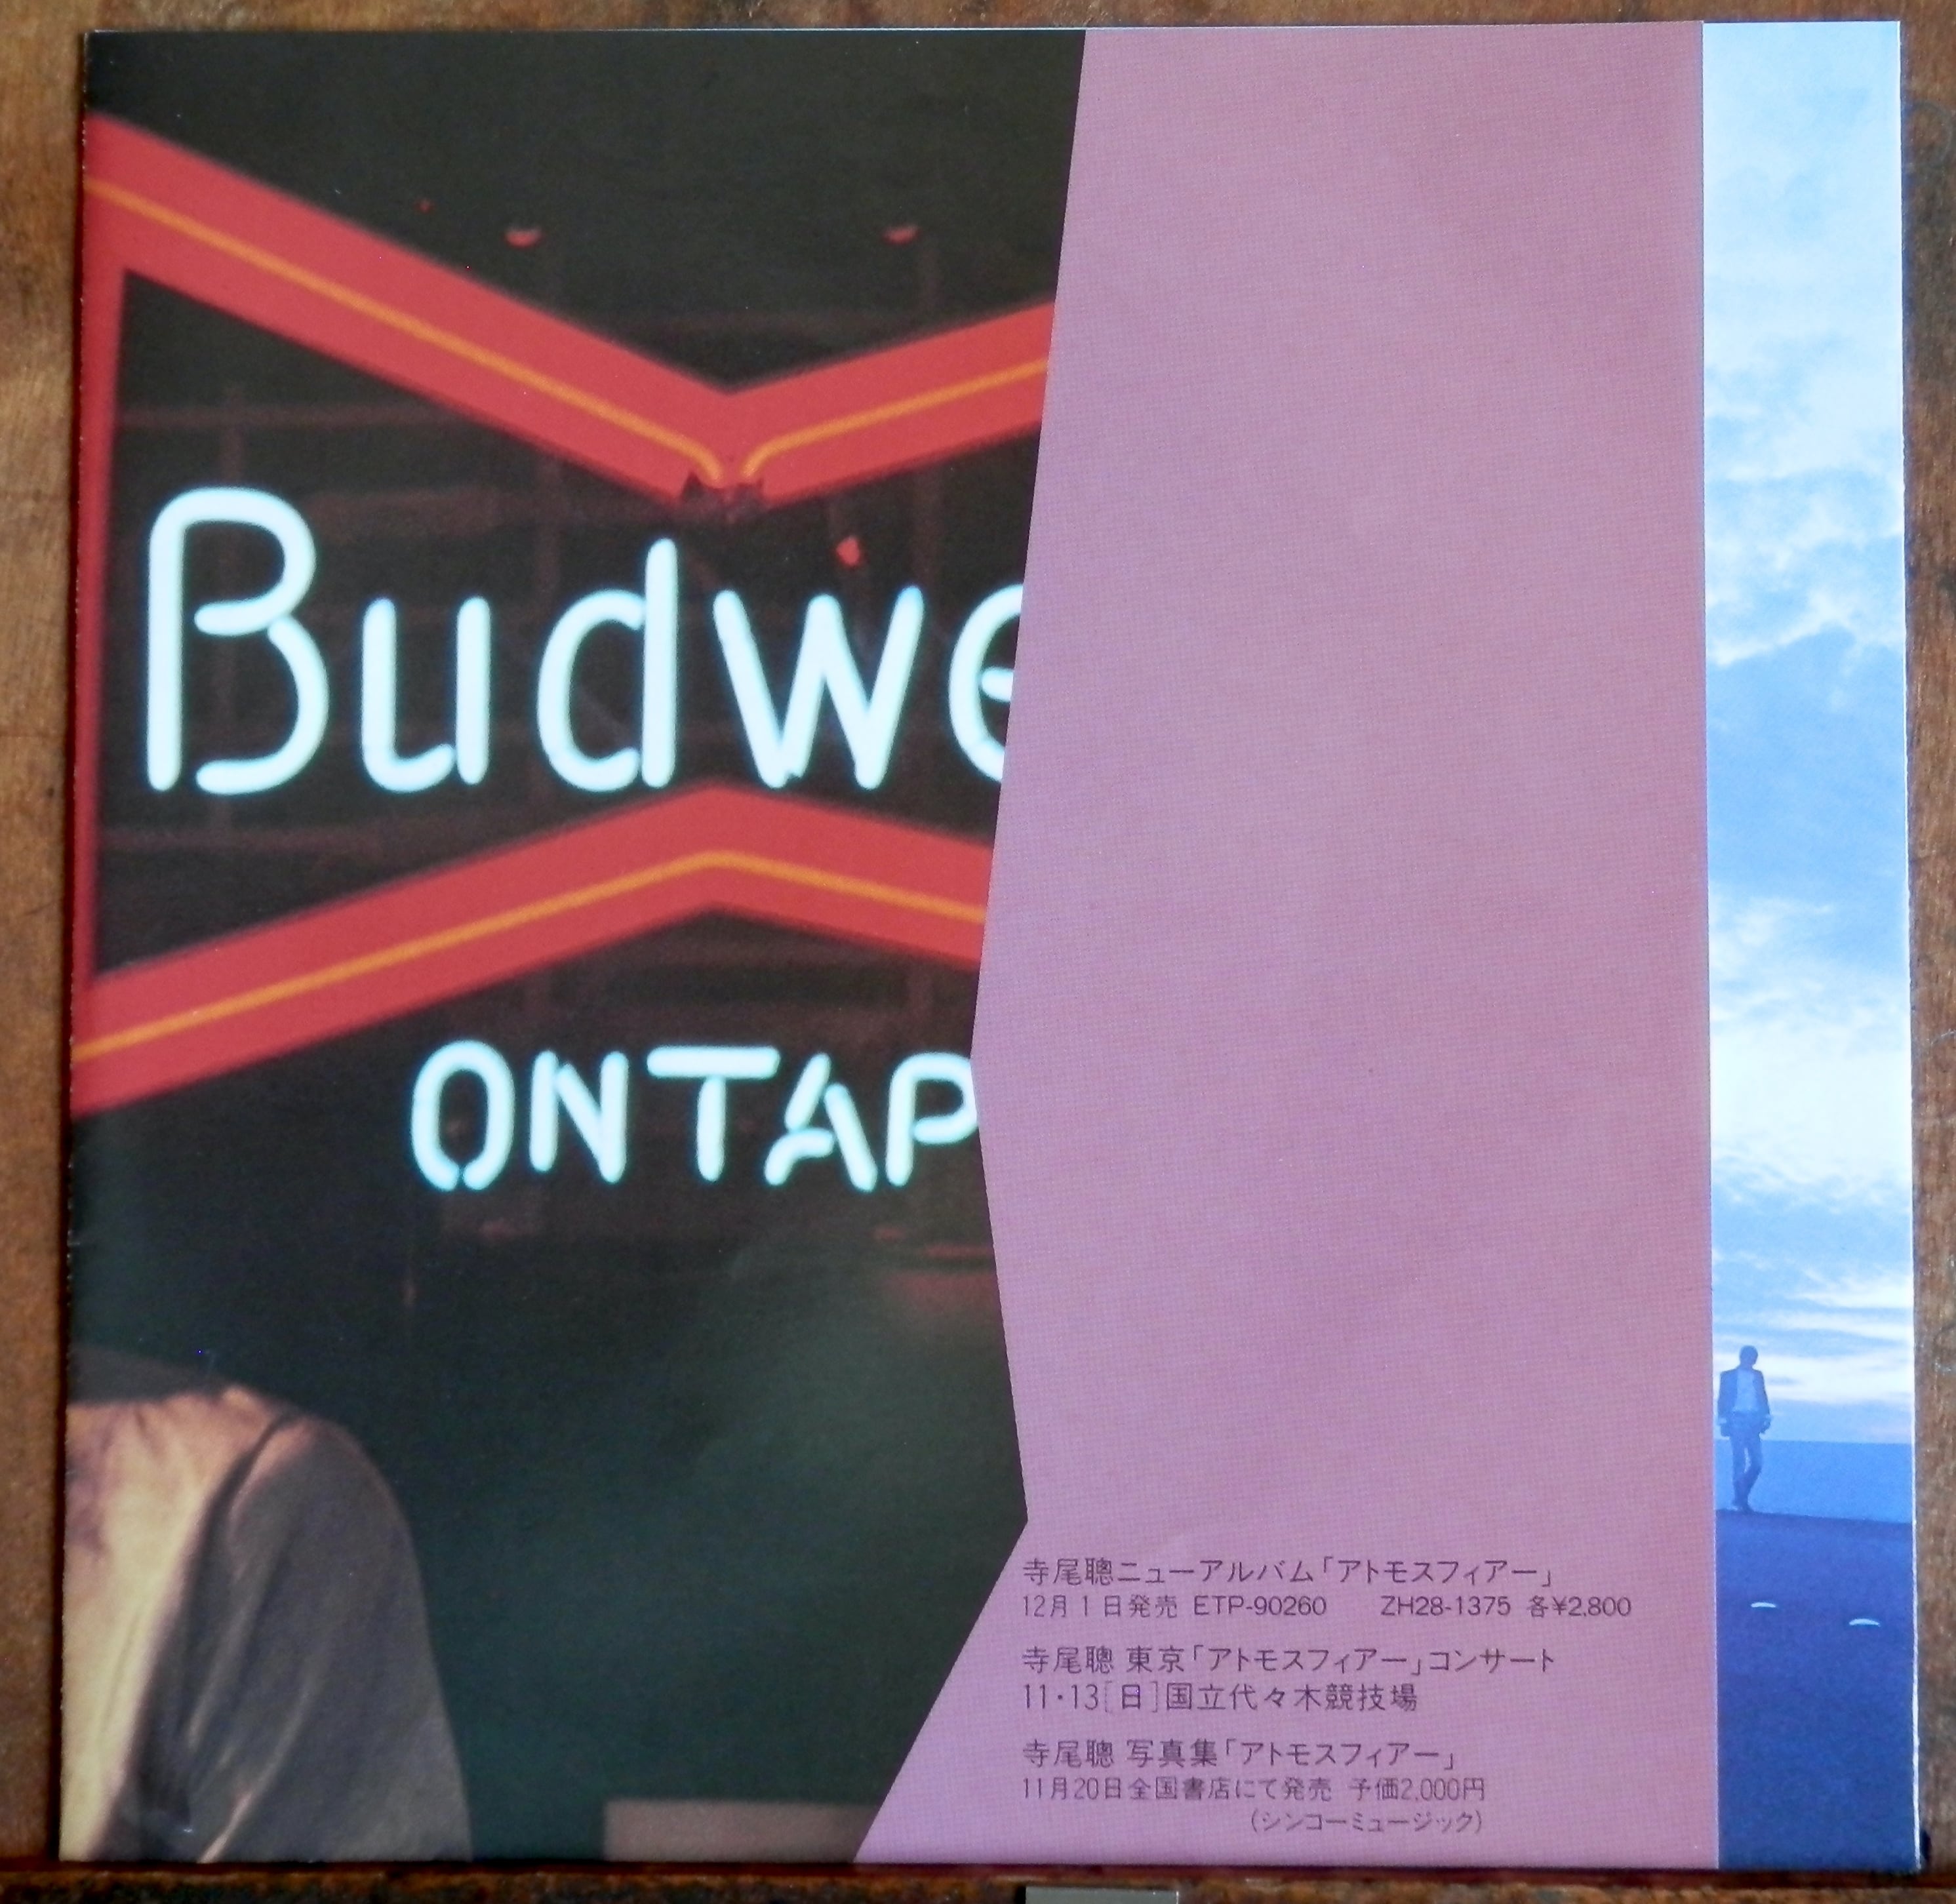 Budwe
ON TAP
寺尾聰ニューアルバム「アトモスフィアー」
12月1日発売 ETP-90260 ZH28-1375 各¥2,800
寺尾聰 東京「アトモスフィアー」コンサート
11・13[日]国立代々木競技場
寺尾聰 写真集「アトモスフィアー」
11月20日全国書店にて発売 予価2,000円
(シンコーミュージック)